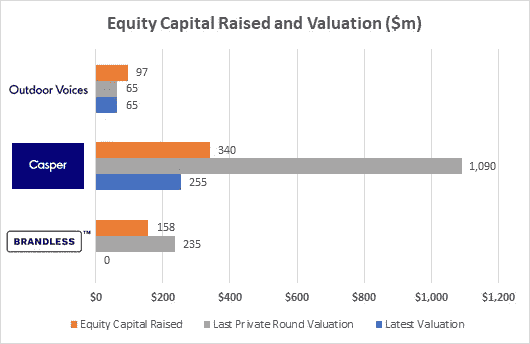 Equity Capital Raised and Valuation ($m)
Outdoor Voices
97
65
65
Casper
340
1,090
255
BRANDLESS™
158
235
0
$0 $200 $400 $600 $800 $1,000 $1,200
Equity Capital Raised Last Private Round Valuation Latest Valuation